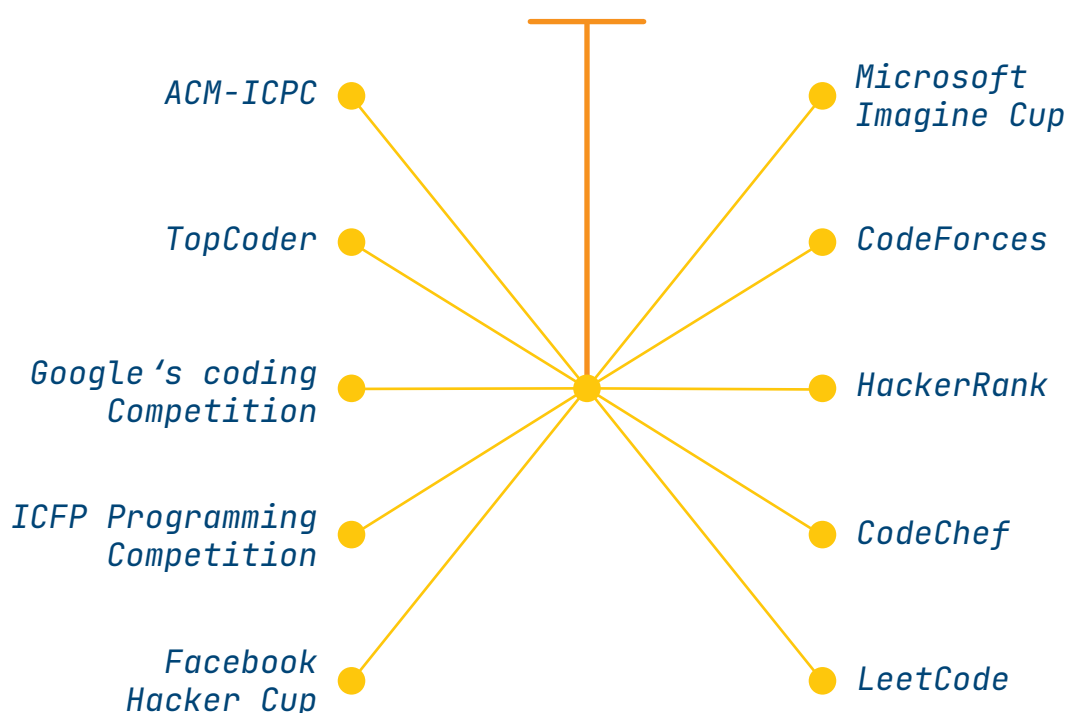 ACM-ICPC
TopCoder
Google‘s coding
Competition
ICFP Programming
Competition
Facebook
Hacker Cup
Microsoft
Imagine Cup
CodeForces
HackerRank
CodeChef
LeetCode